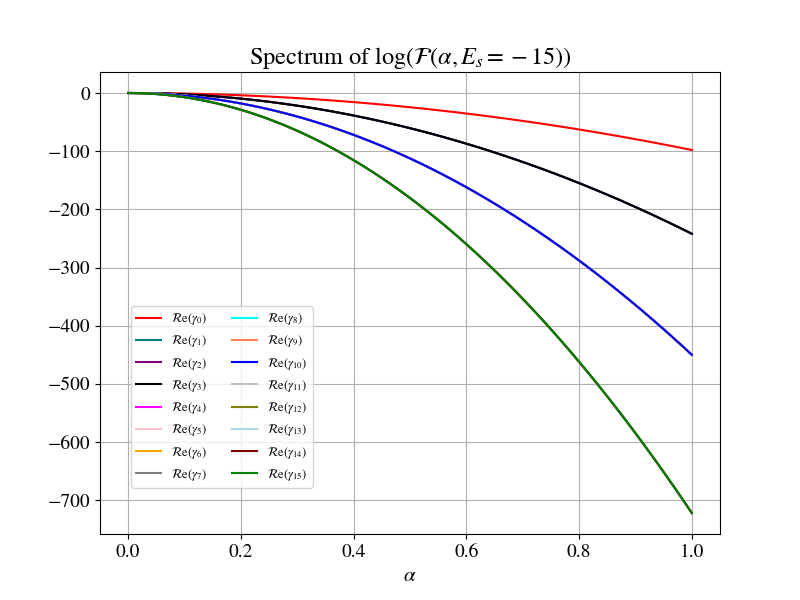 Spectrum of log(ℱ(α, Eₛ = −15))
0
−100
−200
−300
−400
−500
−600
−700
ℛe(γ₀) ℛe(γ₈)
ℛe(γ₁) ℛe(γ₉)
ℛe(γ₂) ℛe(γ₁₀)
ℛe(γ₃) ℛe(γ₁₁)
ℛe(γ₄) ℛe(γ₁₂)
ℛe(γ₅) ℛe(γ₁₃)
ℛe(γ₆) ℛe(γ₁₄)
ℛe(γ₇) ℛe(γ₁₅)
0.0 0.2 0.4 0.6 0.8 1.0
α